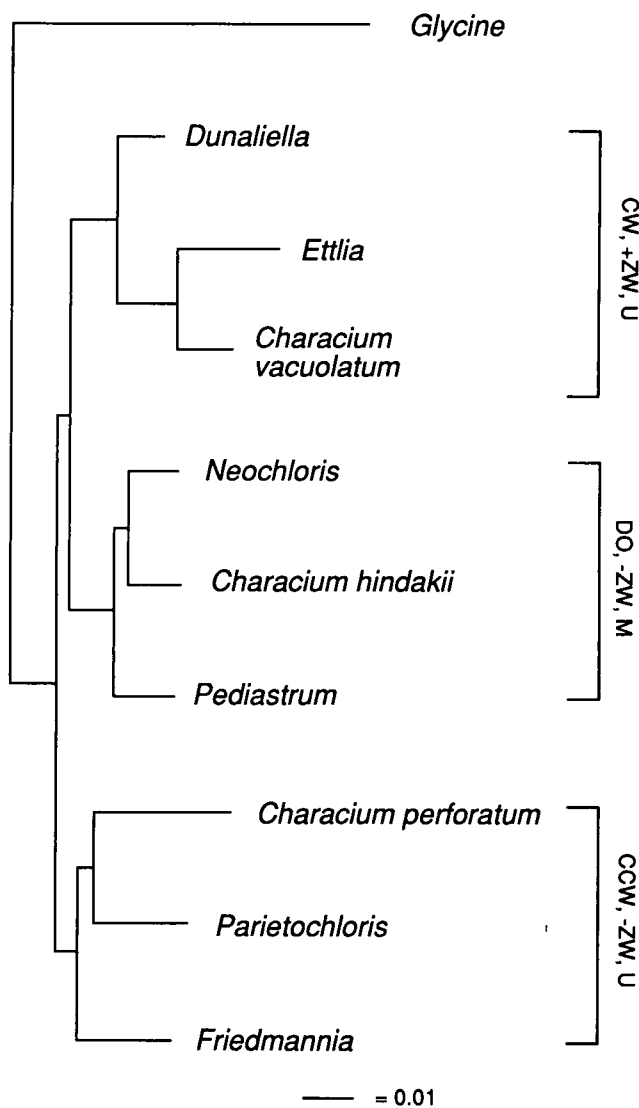 Glycine
Dunaliella
Ettlia
Characium
vacuolatum
CW, +ZW, U
Neochloris
Characium hindakii
Pediastrum
DO, -ZW, M
Characium perforatum
Parietochloris
Friedmannia
CCW, -ZW, U
= 0.01